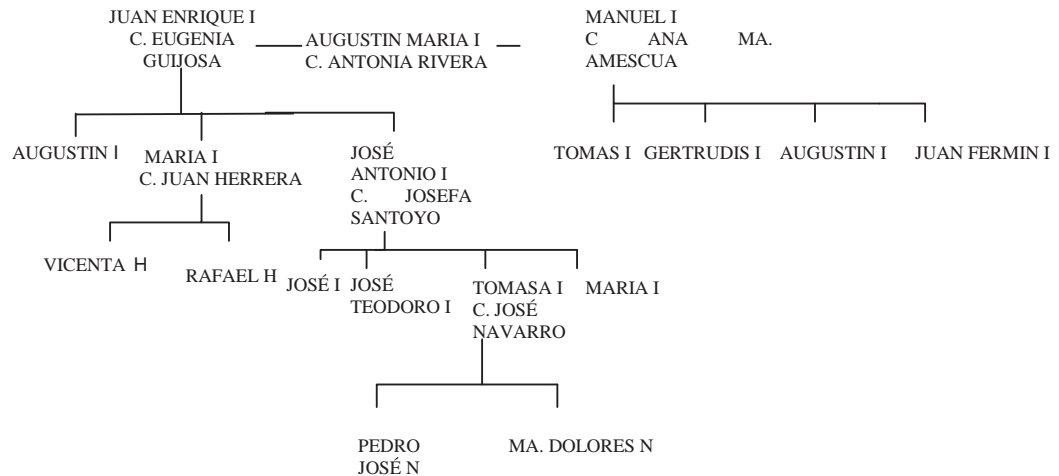 JUAN ENRIQUE I
C. EUGENIA
GUIJOSA
AUGUSTIN MARIA I
C. ANTONIA RIVERA
MANUEL I
C ANA MA.
AMESCUA
AUGUSTIN I
MARIA I
C. JUAN HERRERA
JOSÉ
ANTONIO I
C. JOSEFA
SANTOYO
TOMAS I
GERTRUDIS I
AUGUSTIN I
JUAN FERMIN I
VICENTA H
RAFAEL H
JOSÉ I
JOSÉ
TEODORO I
TOMASA I
C. JOSÉ
NAVARRO
MARIA I
PEDRO
JOSÉ N
MA. DOLORES N